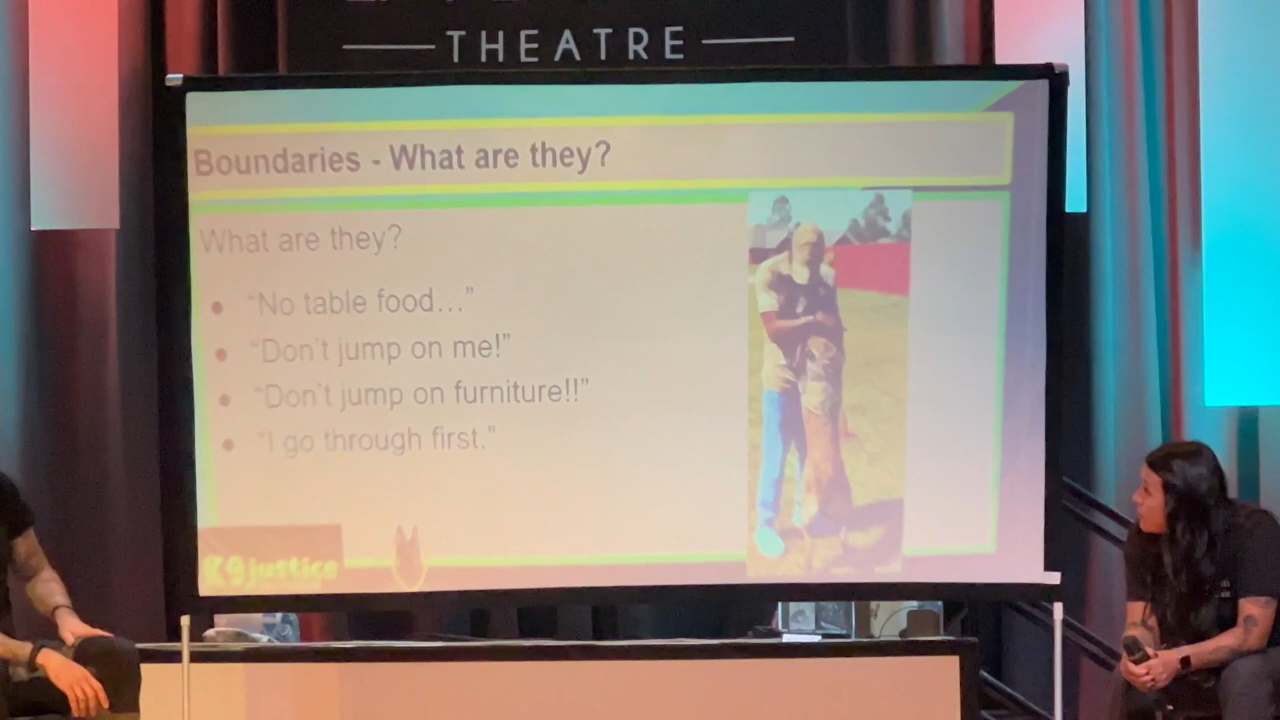 THEATRE
Boundaries - What are they?
What are they?
• "No table food…"
• "Don't jump on me!"
• "Don't jump on furniture!!"
• "I go through first."
K9justice